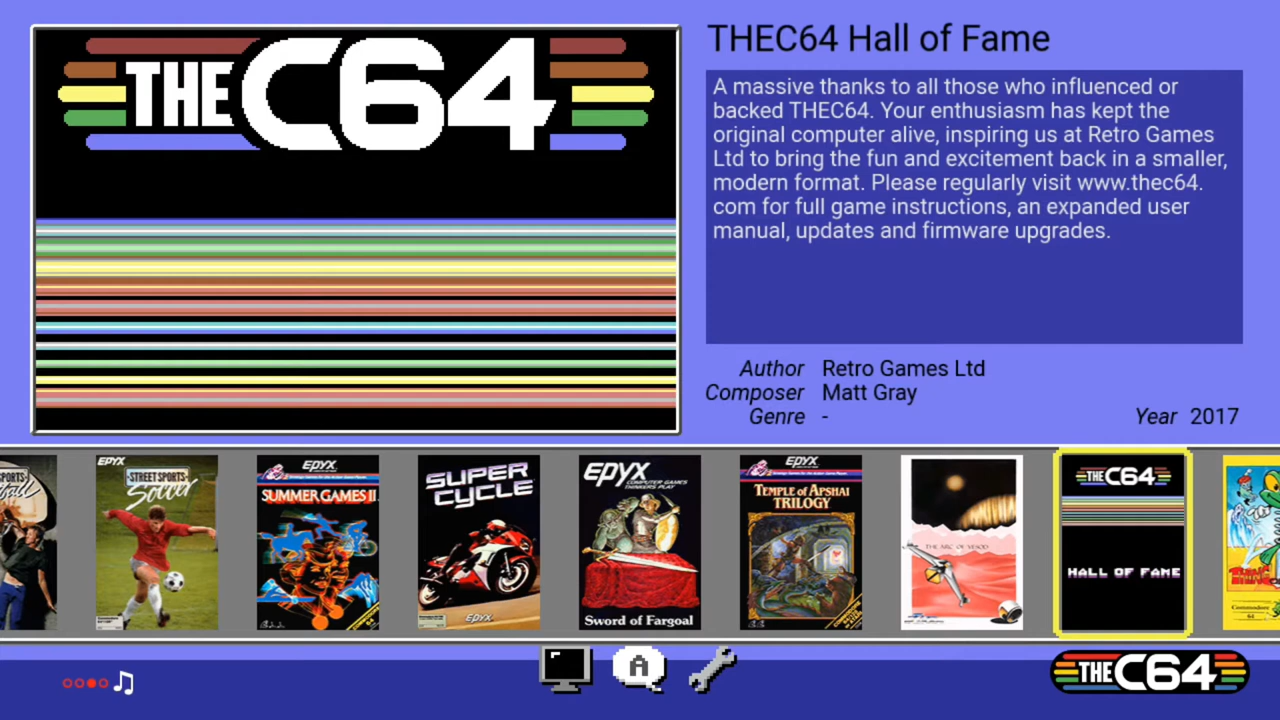 THEC64
THEC64 Hall of Fame
A massive thanks to all those who influenced or
backed THEC64. Your enthusiasm has kept the
original computer alive, inspiring us at Retro Games
Ltd to bring the fun and excitement back in a smaller,
modern format. Please regularly visit www.thec64.
com for full game instructions, an expanded user
manual, updates and firmware upgrades.
Author Retro Games Ltd
Composer Matt Gray
Genre -
Year 2017
EPYX
STREET SPORTS
Soccer
EPYX
SUMMER GAMES II
SUPER
CYCLE
EPYX
EPYX
COMPUTER GAMES
THINKERS PLAY
Sword of Fargoal
EPYX
TEMPLE of APSHAI
TRILOGY
THE ARC OF YESOD
THEC64
HALL OF FAME
Commodore
64
A
THEC64